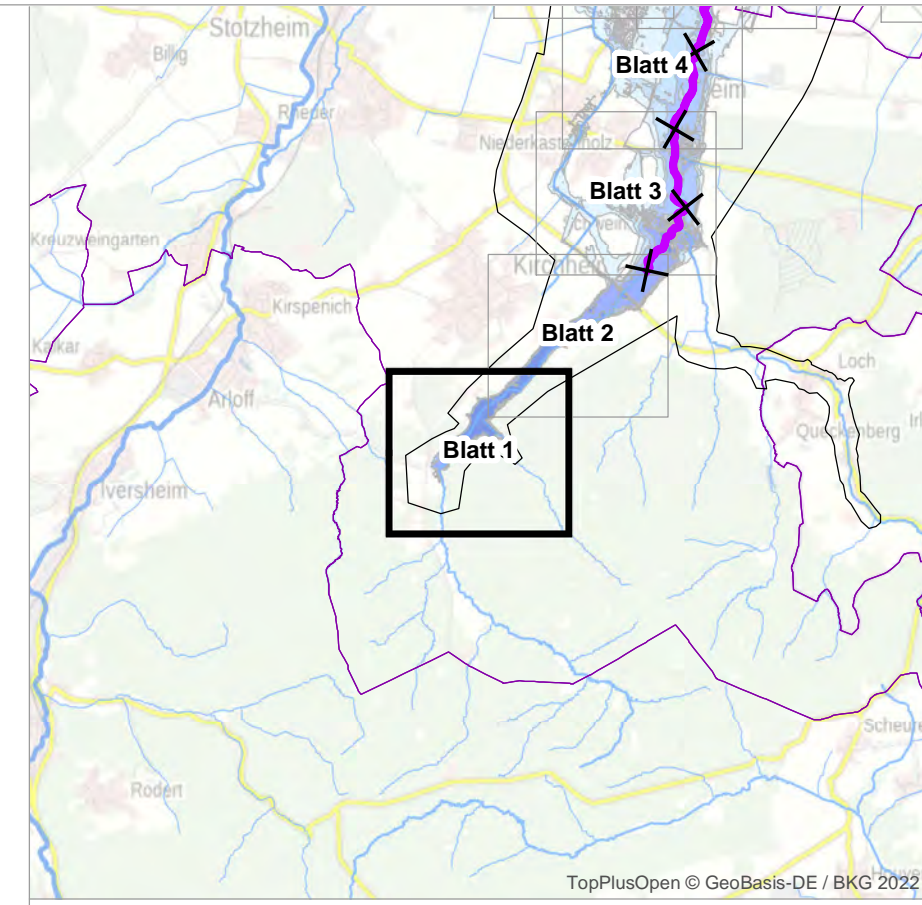 Stotzheim
Billig
Blatt 4
Rheder
Niederkastenholz
Blatt 3
Kreuzweingarten
Kirchheim
Kirspenich
Blatt 2
Kalkar
Loch
Arloff
Queckenberg
Blatt 1
Iversheim
Rodert
TopPlusOpen © GeoBasis-DE / BKG 2022